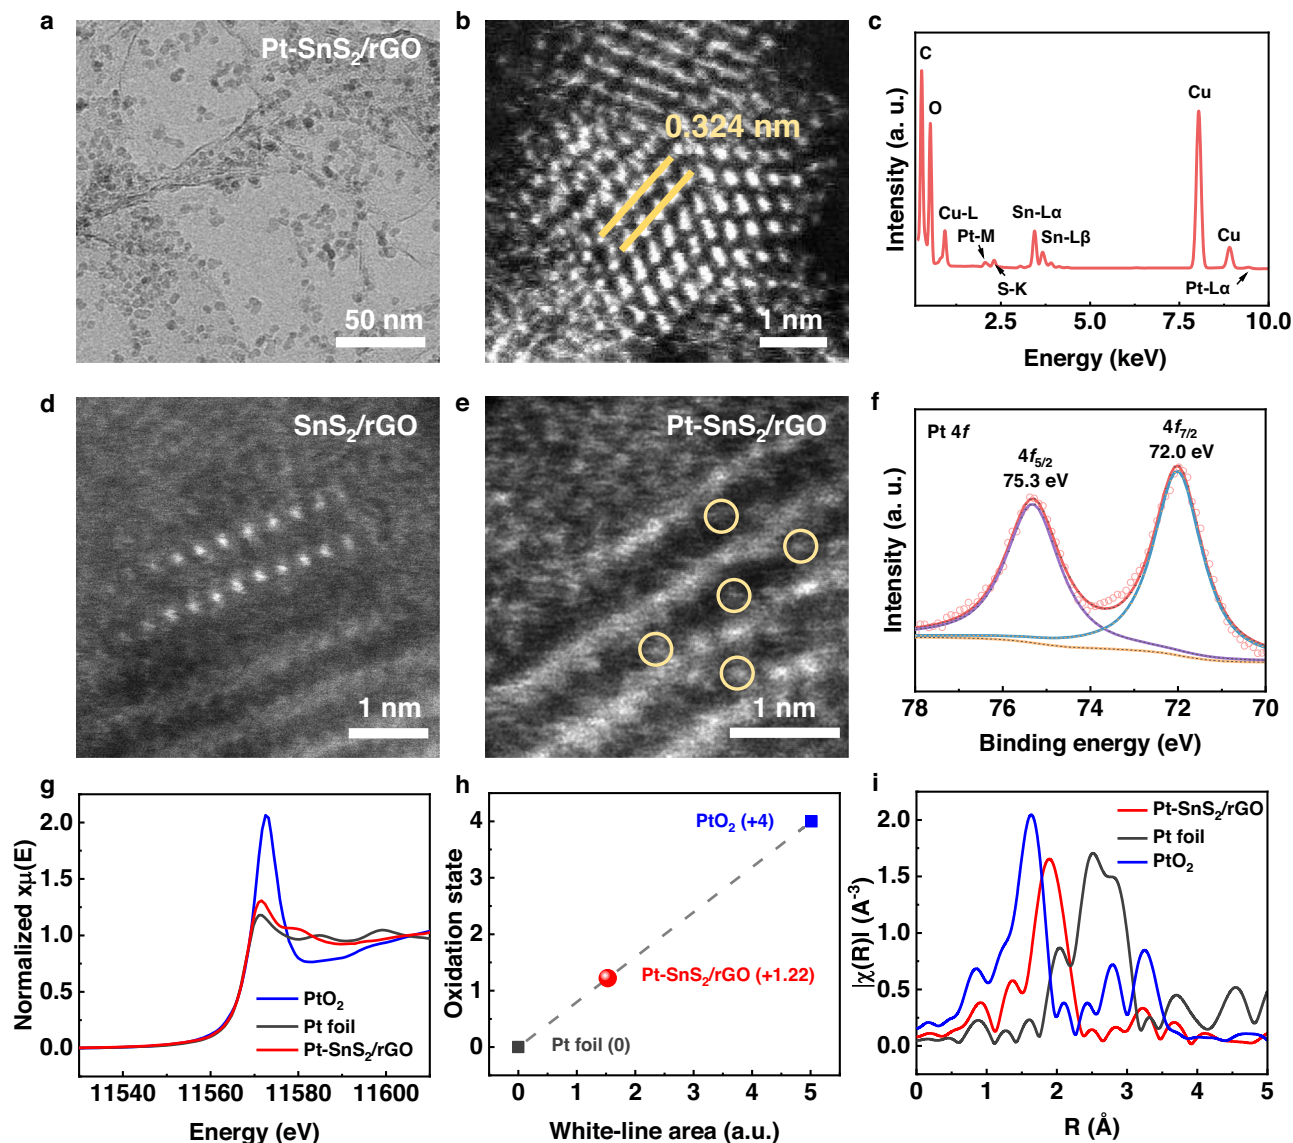 a
Pt-SnS₂/rGO
50 nm
b
0.324 nm
1 nm
c
Intensity (a. u.)
C
O
Cu-L
Pt-M
S-K
Sn-Lα
Sn-Lβ
Cu
Cu
Pt-Lα
2.5 5.0 7.5 10.0
Energy (keV)
d
SnS₂/rGO
1 nm
e
Pt-SnS₂/rGO
1 nm
f
Pt 4f
4f₅/₂
75.3 eV
4f₇/₂
72.0 eV
Intensity (a. u.)
78 76 74 72 70
Binding energy (eV)
g
Normalized xμ(E)
2.0
1.5
1.0
0.5
0.0
PtO₂
Pt foil
Pt-SnS₂/rGO
11540 11560 11580 11600
Energy (eV)
h
Oxidation state
4
3
2
1
0
PtO₂ (+4)
Pt-SnS₂/rGO (+1.22)
Pt foil (0)
0 1 2 3 4 5
White-line area (a.u.)
i
|χ(R)| (A⁻³)
2.0
1.5
1.0
0.5
0.0
Pt-SnS₂/rGO
Pt foil
PtO₂
0 1 2 3 4 5
R (Å)